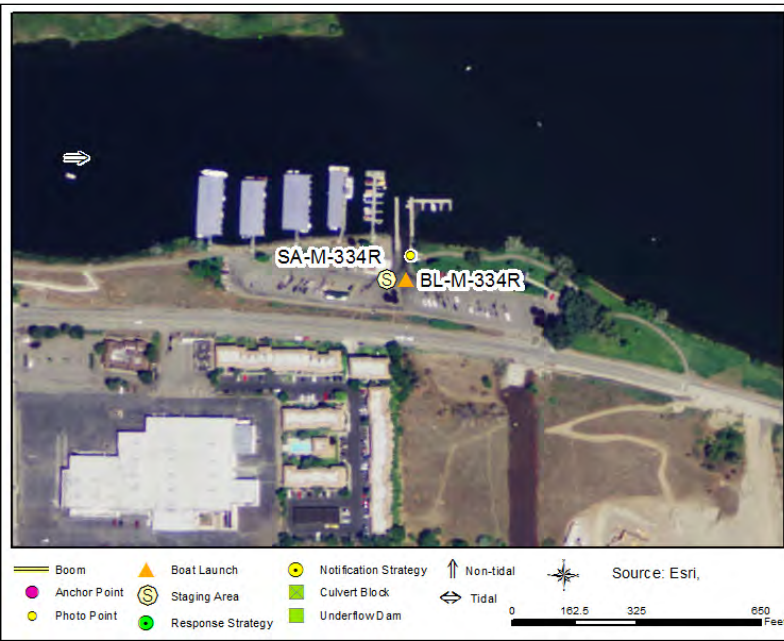 SA-M-334R
S
BL-M-334R
Boom
Boat Launch
Notification Strategy
Non-tidal
Source: Esri,
Anchor Point
S
Staging Area
Culvert Block
Tidal
Photo Point
Response Strategy
Underflow Dam
0 162.5 325 650
Feet